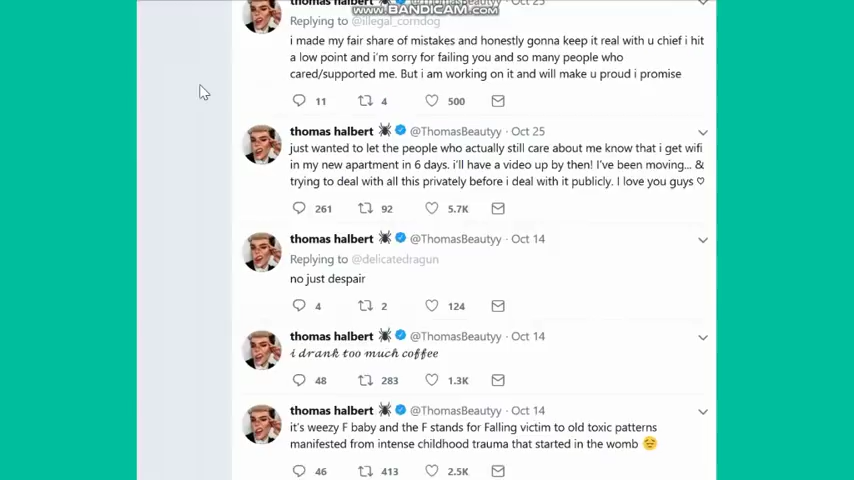 thomas halbert @ThomasBeautyy · Oct 25
www.BANDICAM.com
Replying to @illegal_corndog
i made my fair share of mistakes and honestly gonna keep it real with u chief i hit
a low point and i'm sorry for failing you and so many people who
cared/supported me. But i am working on it and will make u proud i promise
11 4 500
thomas halbert 🕷 @ThomasBeautyy · Oct 25
just wanted to let the people who actually still care about me know that i get wifi
in my new apartment in 6 days. i'll have a video up by then! I've been moving... &
trying to deal with all this privately before i deal with it publicly. I love you guys ♡
261 92 5.7K
thomas halbert 🕷 @ThomasBeautyy · Oct 14
Replying to @delicatedragun
no just despair
4 2 124
thomas halbert 🕷 @ThomasBeautyy · Oct 14
𝓲 𝓭𝓻𝓪𝓷𝓴 𝓽𝓸𝓸 𝓶𝓾𝓬𝓱 𝓬𝓸𝓯𝓯𝓮𝓮
48 283 1.3K
thomas halbert 🕷 @ThomasBeautyy · Oct 14
it's weezy F baby and the F stands for Falling victim to old toxic patterns
manifested from intense childhood trauma that started in the womb 😌
46 413 2.5K